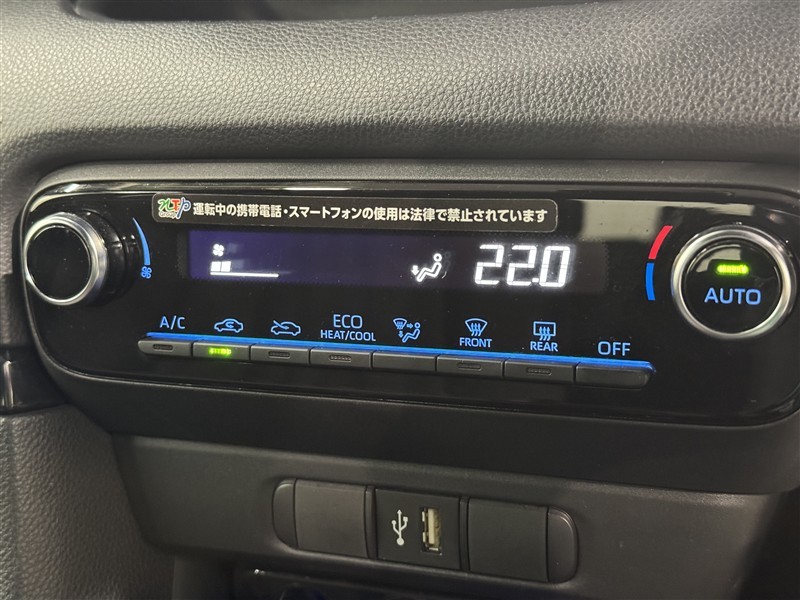 運転中の携帯電話・スマートフォンの使用は法律で禁止されています
22.0
AUTO
A/C
ECO
HEAT/COOL
FRONT
REAR
OFF